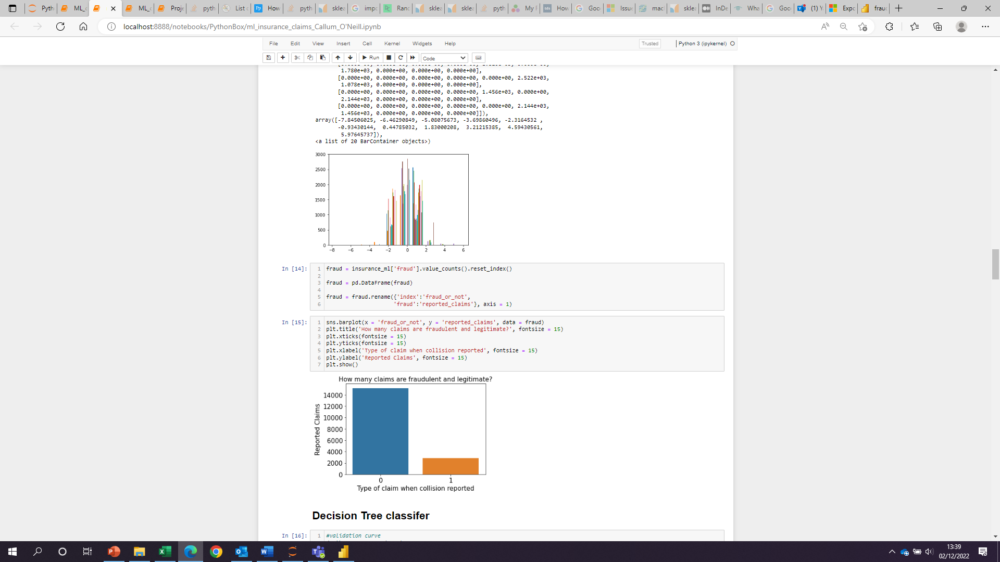 Pyth
ML_c
ML_c
Proje
pyth
List c
How
pyth
sklea
impo
Ranc
sklea
sklea
pyth
My F
How
Goo
Issue
macl
sklea
InDe
Wha
Goo
(1) Y
Expo
frauc
localhost:8888/notebooks/PythonBox/ml_insurance_claims_Callum_O'Neill.ipynb
File Edit View Insert Cell Kernel Widgets Help
Trusted
Python 3 (ipykernel)
Run
Code
1.780e+03, 0.000e+00, 0.000e+00, 0.000e+00],
[0.000e+00, 0.000e+00, 0.000e+00, 0.000e+00, 0.000e+00, 2.522e+03,
1.078e+03, 0.000e+00, 0.000e+00, 0.000e+00],
[0.000e+00, 0.000e+00, 0.000e+00, 0.000e+00, 1.456e+03, 0.000e+00,
2.144e+03, 0.000e+00, 0.000e+00, 0.000e+00],
[0.000e+00, 0.000e+00, 0.000e+00, 0.000e+00, 0.000e+00, 2.144e+03,
1.456e+03, 0.000e+00, 0.000e+00, 0.000e+00]]),
array([-7.84506025, -6.46290849, -5.08075673, -3.69860496, -2.3164532 ,
-0.93430144, 0.44785032, 1.83000208, 3.21215385, 4.59430561,
5.97645737]),
<a list of 20 BarContainer objects>)
3000
2500
2000
1500
1000
500
0
−8 −6 −4 −2 0 2 4 6
In [14]:
1 fraud = insurance_ml['fraud'].value_counts().reset_index()
2
3 fraud = pd.DataFrame(fraud)
4
5 fraud = fraud.rename({'index':'fraud_or_not',
6 'fraud':'reported_claims'}, axis = 1)
In [15]:
1 sns.barplot(x = 'fraud_or_not', y = 'reported_claims', data = fraud)
2 plt.title('How many claims are fraudulent and legitimate?', fontsize = 15)
3 plt.xticks(fontsize = 15)
4 plt.yticks(fontsize = 15)
5 plt.xlabel('Type of claim when collision reported', fontsize = 15)
6 plt.ylabel('Reported Claims', fontsize = 15)
7 plt.show()
How many claims are fraudulent and legitimate?
Reported Claims
14000
12000
10000
8000
6000
4000
2000
0
0 1
Type of claim when collision reported
Decision Tree classifer
In [16]:
1 #validation curve
13:39
02/12/2022